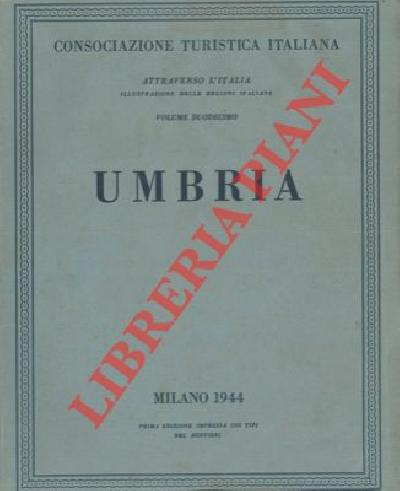 CONSOCIAZIONE TURISTICA ITALIANA
ATTRAVERSO L'ITALIA
ILLUSTRAZIONE DELLE REGIONI ITALIANE
VOLUME DUODECIMO
UMBRIA
LIBRERIA PIANI
MILANO 1944
PRIMA EDIZIONE IMPRESSA COI TIPI
DEL BODONI